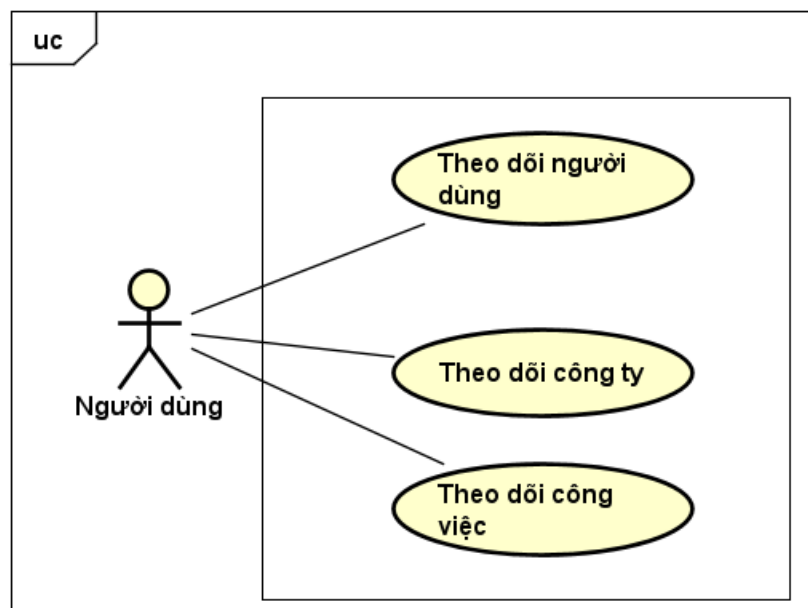 uc
Theo dõi người
dùng
Người dùng
Theo dõi công ty
Theo dõi công
việc